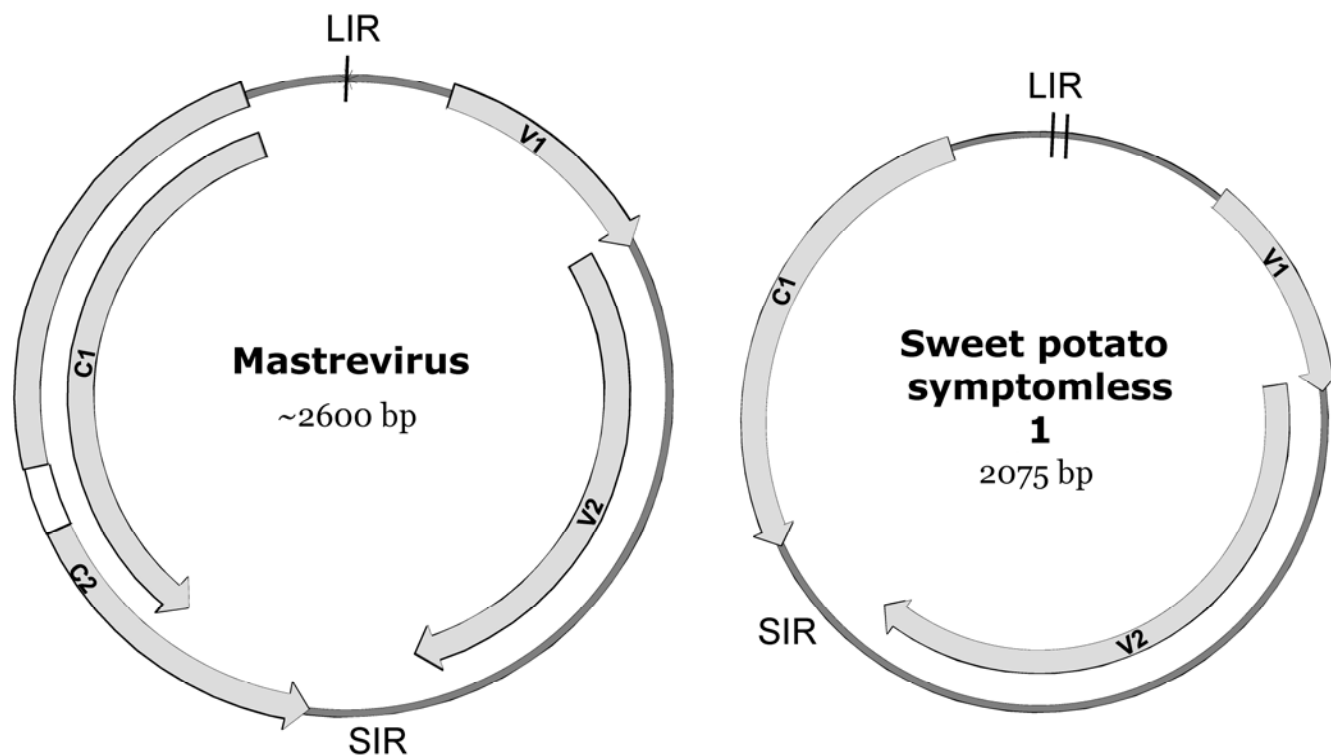 LIR
V1
C1
Mastrevirus
~2600 bp
V2
C2
SIR
LIR
V1
C1
Sweet potato
symptomless
1
2075 bp
SIR
V2